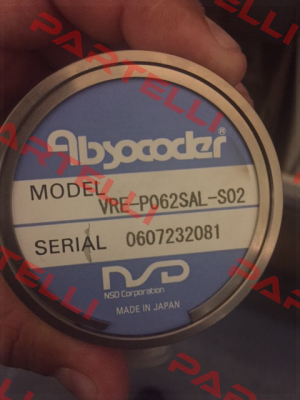 PARTELLI
Absocoder®
MODEL VRE-P062SAL-S02
SERIAL 0607232081
NSD
NSD Corporation
MADE IN JAPAN
PARTELLI
PARTELLI